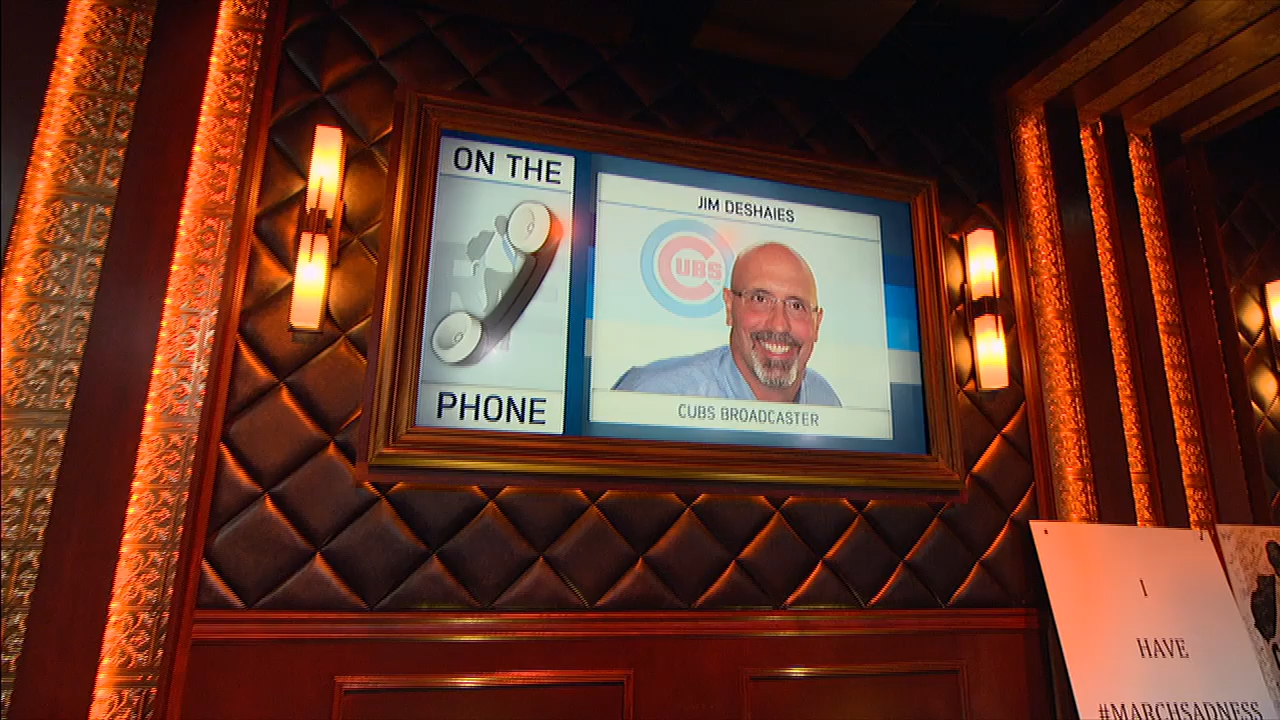 ON THE
PHONE
JIM DESHAIES
CUBS
CUBS BROADCASTER
I
HAVE
#MARCHSADNESS